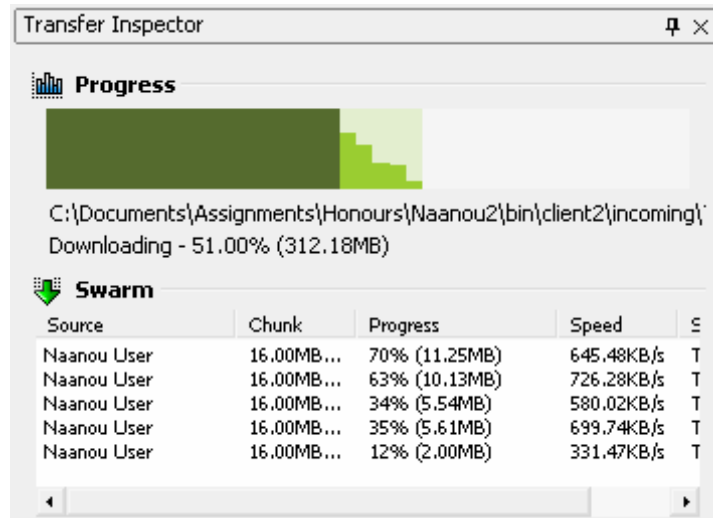 Transfer Inspector
Progress
C:\Documents\Assignments\Honours\Naanou2\bin\client2\incoming\
Downloading - 51.00% (312.18MB)
Swarm
Source Chunk Progress Speed S
Naanou User 16.00MB... 70% (11.25MB) 645.48KB/s T
Naanou User 16.00MB... 63% (10.13MB) 726.28KB/s T
Naanou User 16.00MB... 34% (5.54MB) 580.02KB/s T
Naanou User 16.00MB... 35% (5.61MB) 699.74KB/s T
Naanou User 16.00MB... 12% (2.00MB) 331.47KB/s T